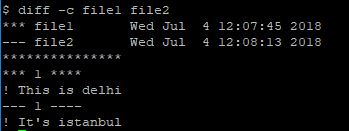 $ diff -c file1 file2
*** file1       Wed Jul  4 12:07:45 2018
--- file2       Wed Jul  4 12:08:13 2018
***************
*** 1 ****
! This is delhi
--- 1 ----
! It's istanbul